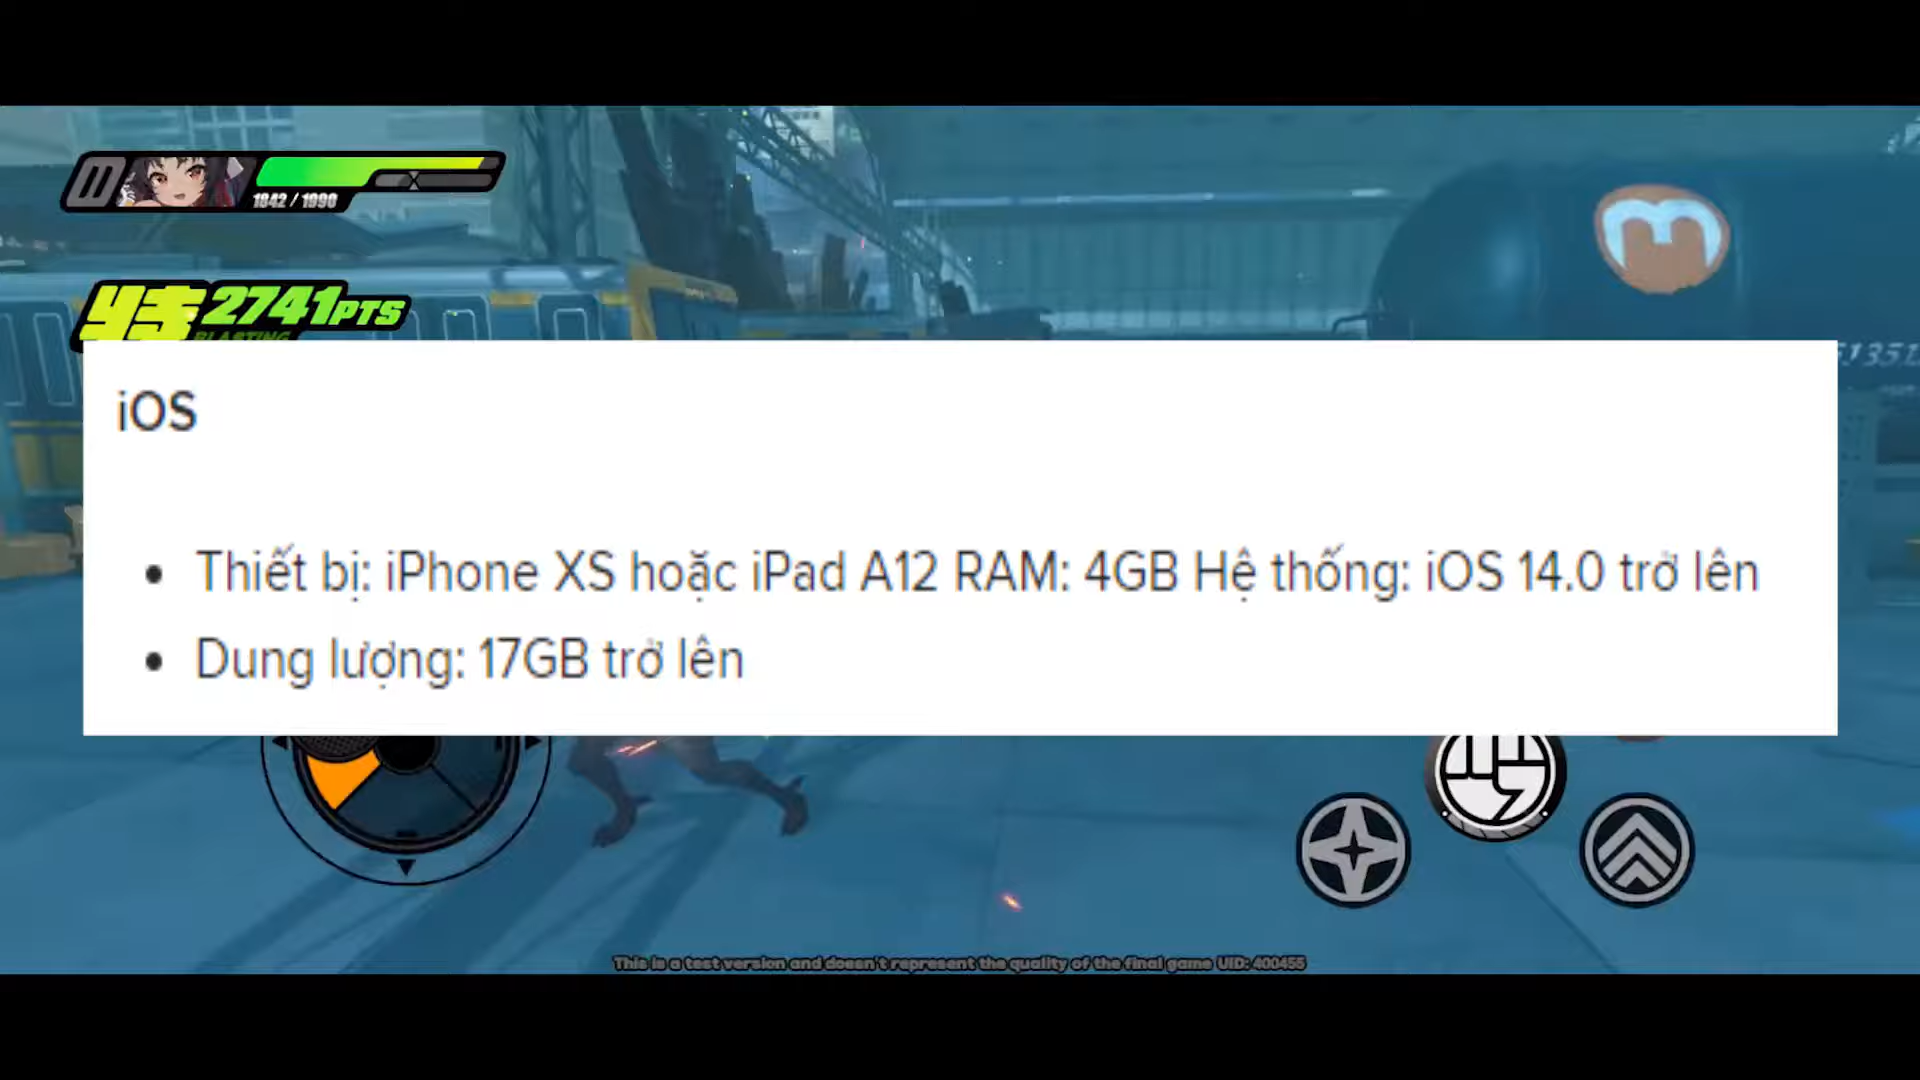 1842 / 1990
2741PTS
BLASTING
5135
iOS
Thiết bị: iPhone XS hoặc iPad A12 RAM: 4GB Hệ thống: iOS 14.0 trở lên
Dung lượng: 17GB trở lên
This is a test version and doesn't represent the quality of the final game UID: 400455